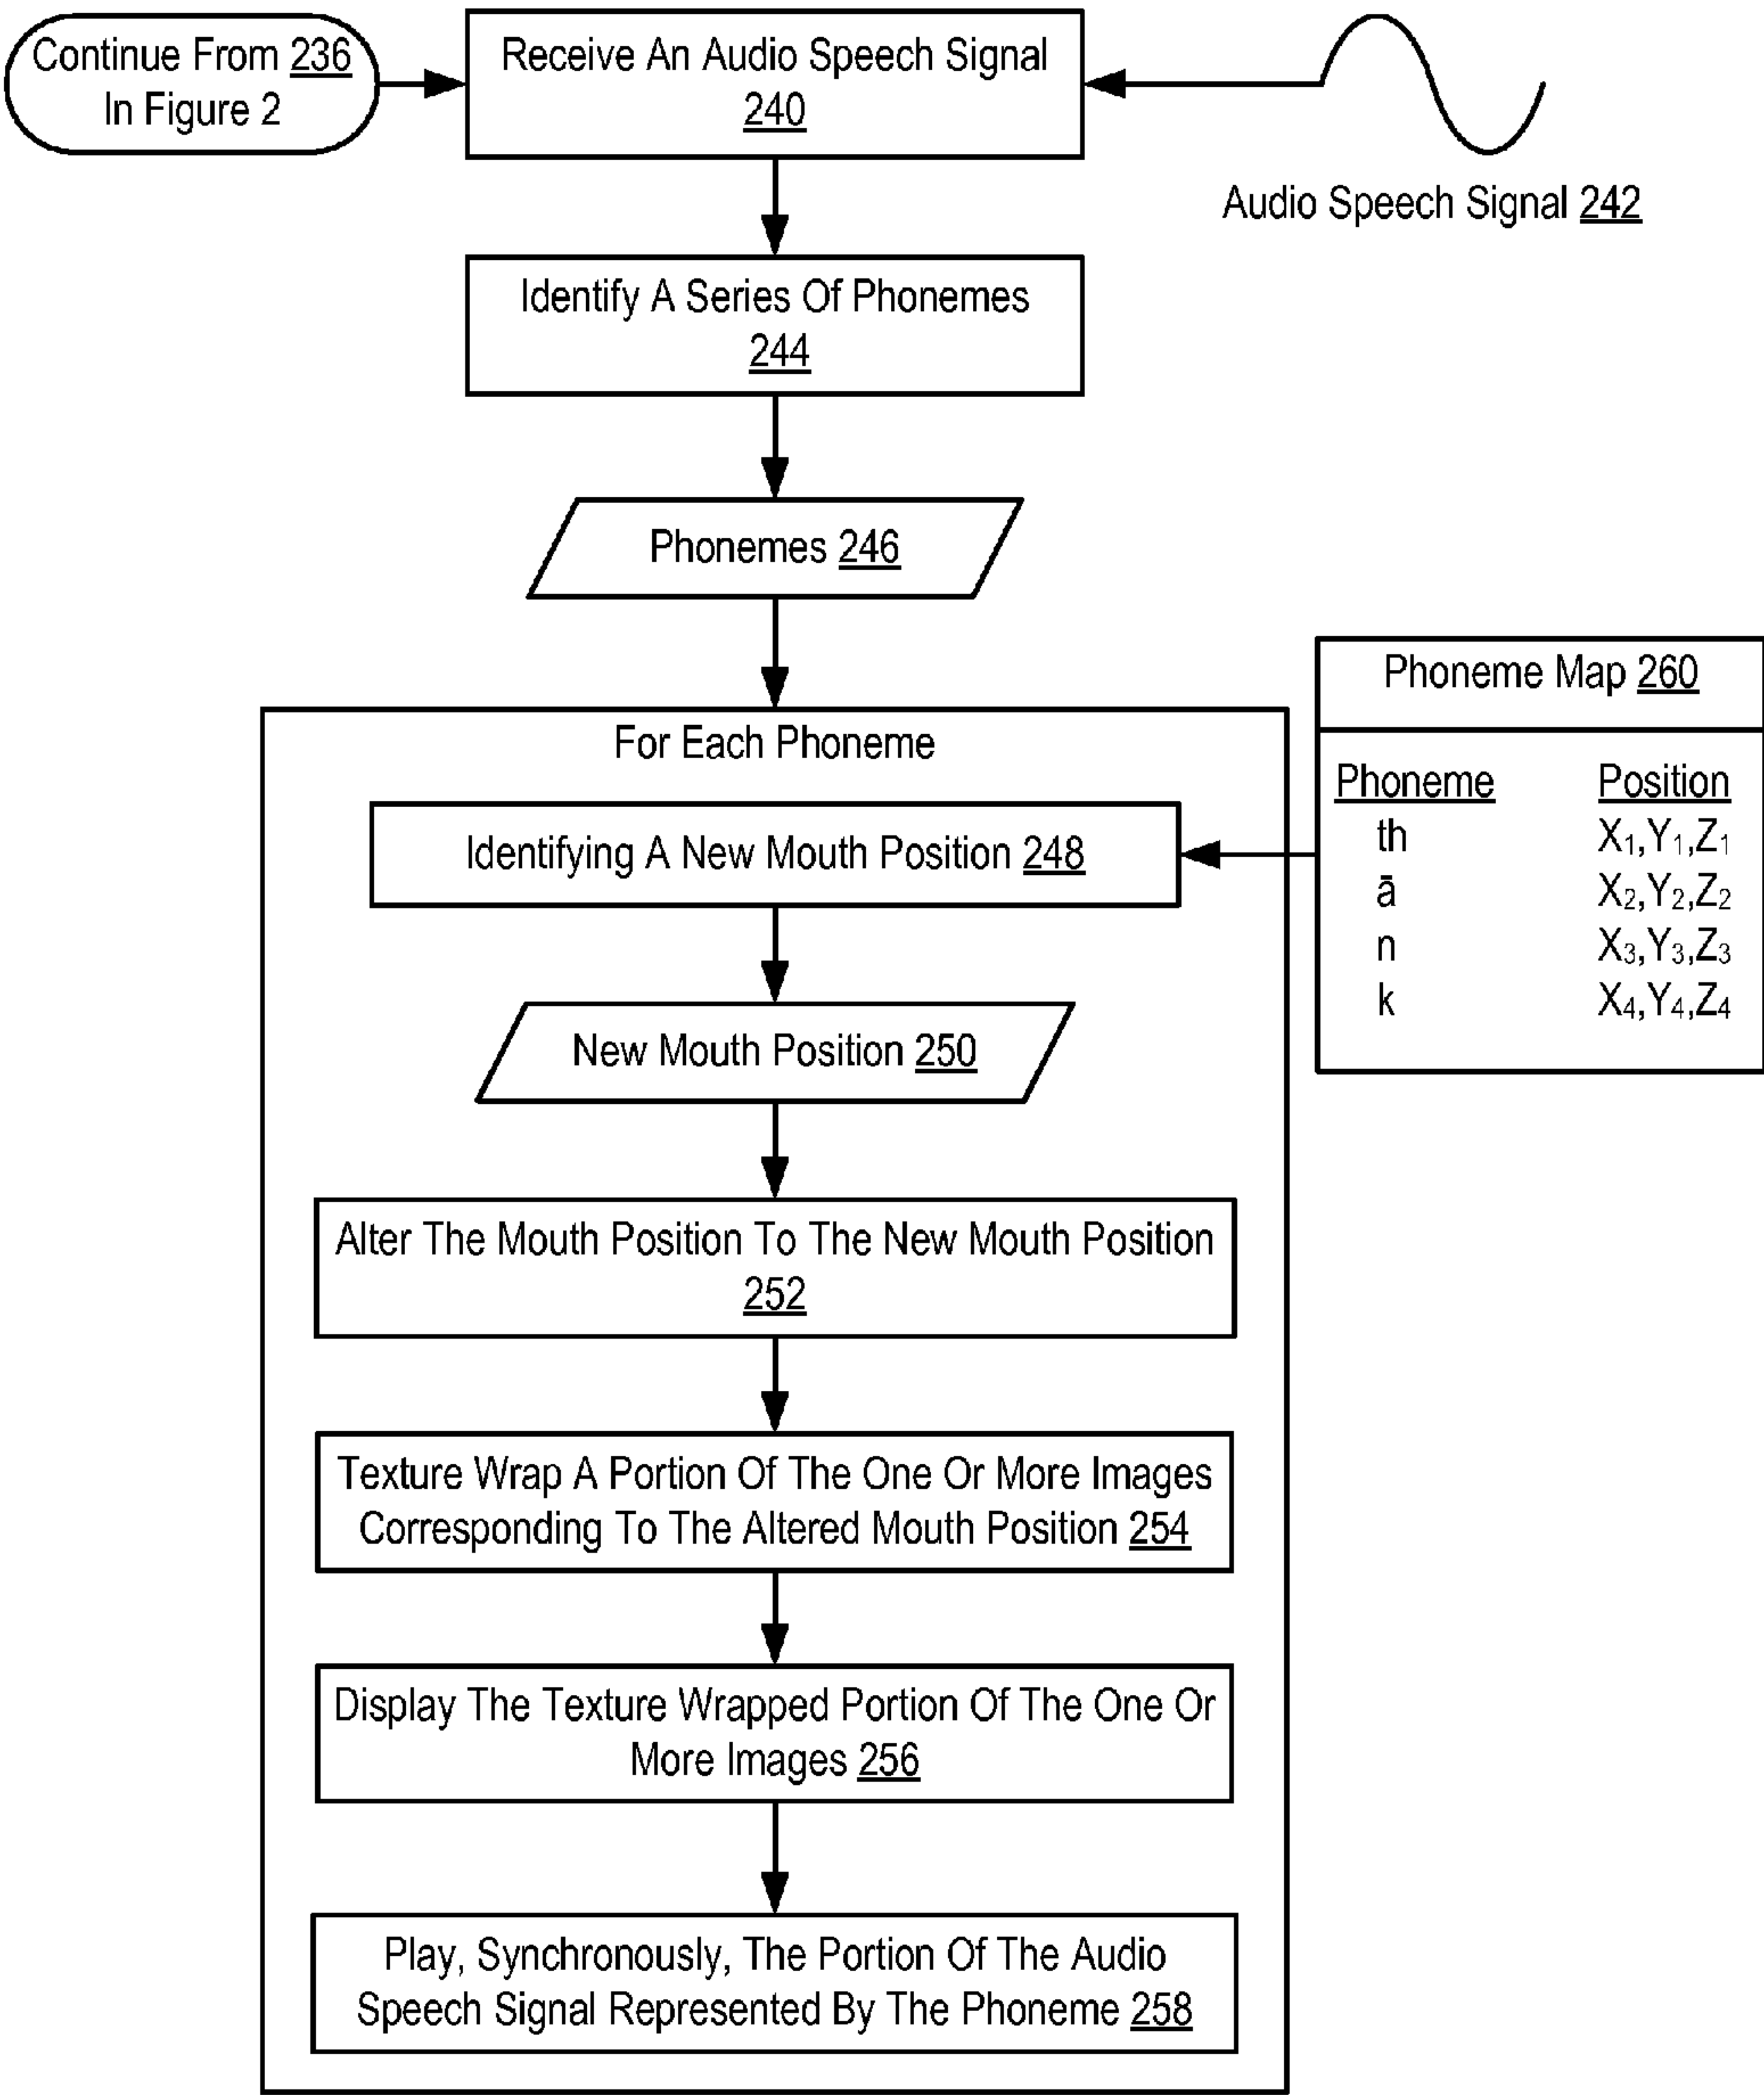 Continue From 236
In Figure 2
Receive An Audio Speech Signal
240
Audio Speech Signal 242
Identify A Series Of Phonemes
244
Phonemes 246
For Each Phoneme
Identifying A New Mouth Position 248
New Mouth Position 250
Alter The Mouth Position To The New Mouth Position
252
Texture Wrap A Portion Of The One Or More Images
Corresponding To The Altered Mouth Position 254
Display The Texture Wrapped Portion Of The One Or
More Images 256
Play, Synchronously, The Portion Of The Audio
Speech Signal Represented By The Phoneme 258
Phoneme Map 260
Phoneme Position
th X₁,Y₁,Z₁
ā X₂,Y₂,Z₂
n X₃,Y₃,Z₃
k X₄,Y₄,Z₄